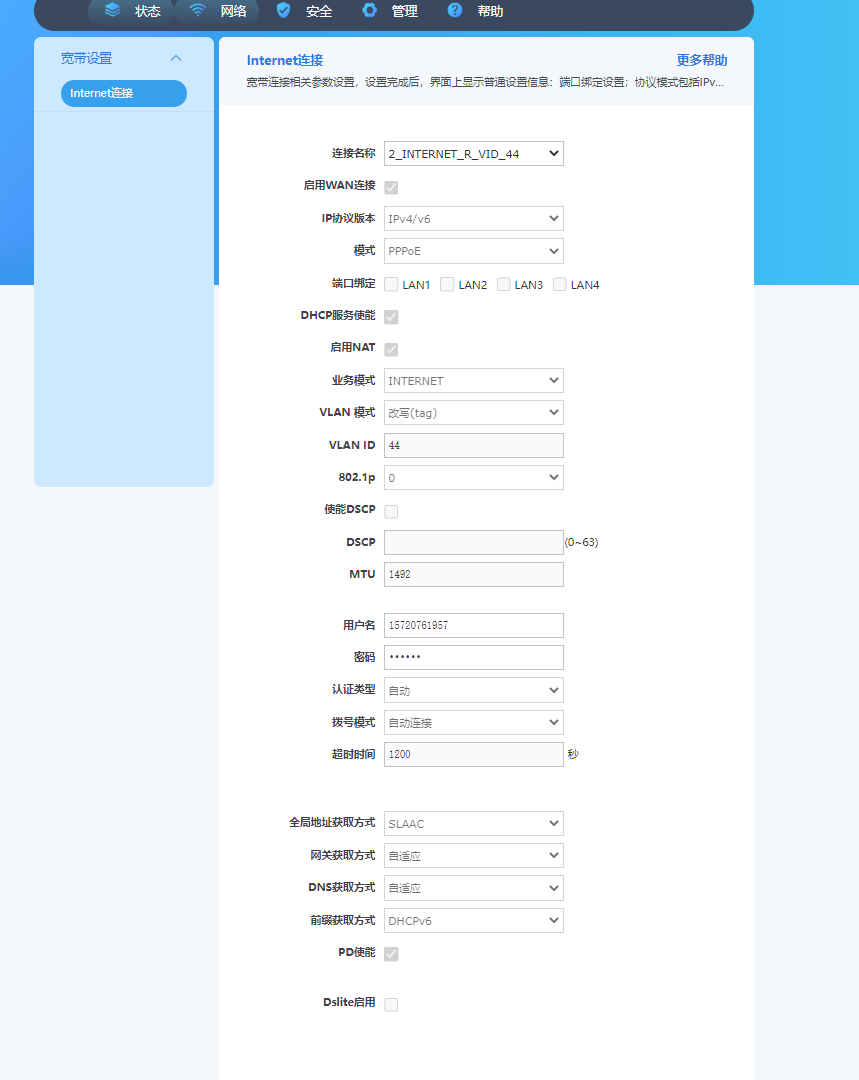 状态 网络 安全 管理 帮助
宽带设置
Internet连接
Internet连接 更多帮助
宽带连接相关参数设置，设置完成后，界面上显示普通设置信息：端口绑定设置；协议模式包括IPv...
连接名称 2_INTERNET_R_VID_44
启用WAN连接
IP协议版本 IPv4/v6
模式 PPPoE
端口绑定 LAN1 LAN2 LAN3 LAN4
DHCP服务使能
启用NAT
业务模式 INTERNET
VLAN 模式 改写(tag)
VLAN ID 44
802.1p 0
使能DSCP
DSCP (0~63)
MTU 1492
用户名 15720761957
密码 ••••••
认证类型 自动
拨号模式 自动连接
超时时间 1200 秒
全局地址获取方式 SLAAC
网关获取方式 自适应
DNS获取方式 自适应
前缀获取方式 DHCPv6
PD使能
Dslite启用